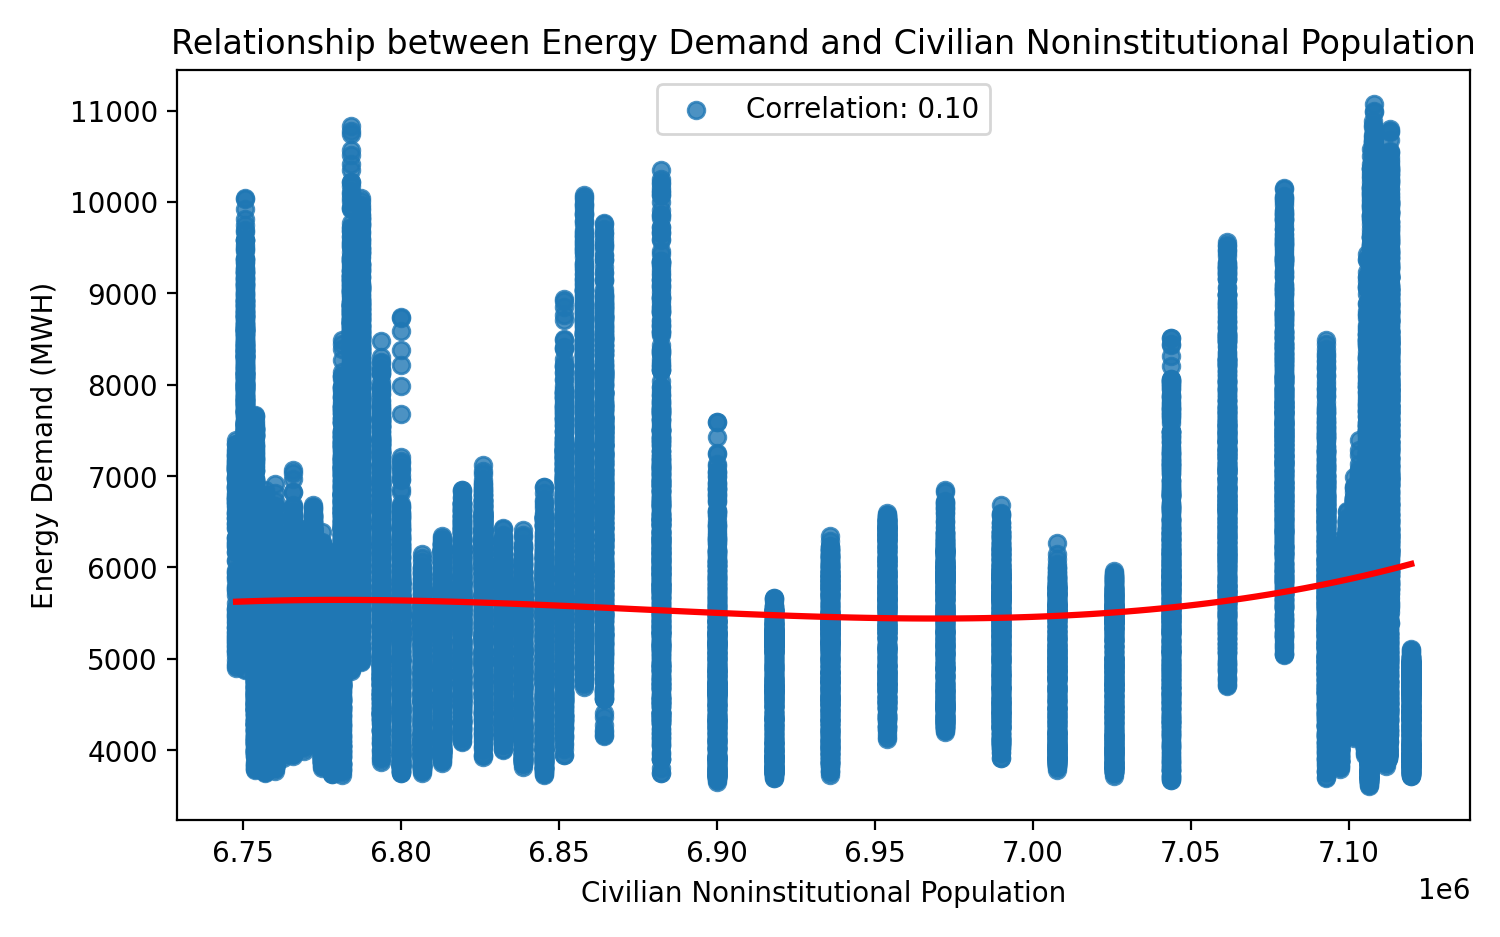 Relationship between Energy Demand and Civilian Noninstitutional Population
Correlation: 0.10
Energy Demand (MWH)
11000
10000
9000
8000
7000
6000
5000
4000
6.75 6.80 6.85 6.90 6.95 7.00 7.05 7.10
Civilian Noninstitutional Population
1e6